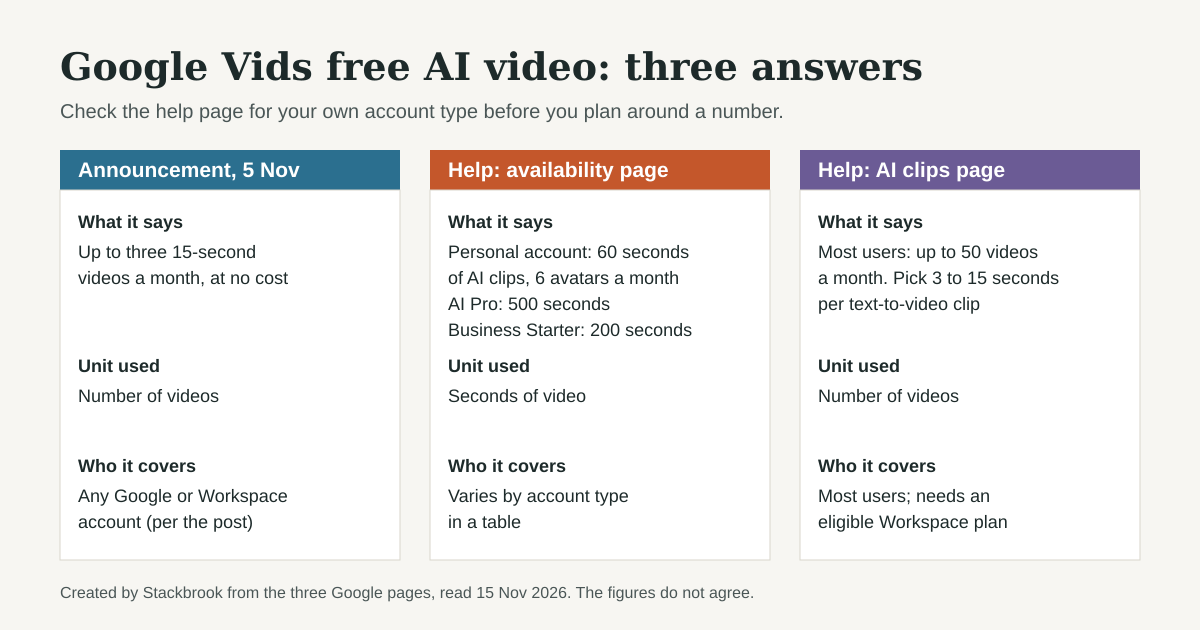 Google Vids free AI video: three answers
Check the help page for your own account type before you plan around a number.
Announcement, 5 Nov
What it says
Up to three 15-second
videos a month, at no cost
Unit used
Number of videos
Who it covers
Any Google or Workspace
account (per the post)
Help: availability page
What it says
Personal account: 60 seconds
of AI clips, 6 avatars a month
AI Pro: 500 seconds
Business Starter: 200 seconds
Unit used
Seconds of video
Who it covers
Varies by account type
in a table
Help: AI clips page
What it says
Most users: up to 50 videos
a month. Pick 3 to 15 seconds
per text-to-video clip
Unit used
Number of videos
Who it covers
Most users; needs an
eligible Workspace plan
Created by Stackbrook from the three Google pages, read 15 Nov 2026. The figures do not agree.